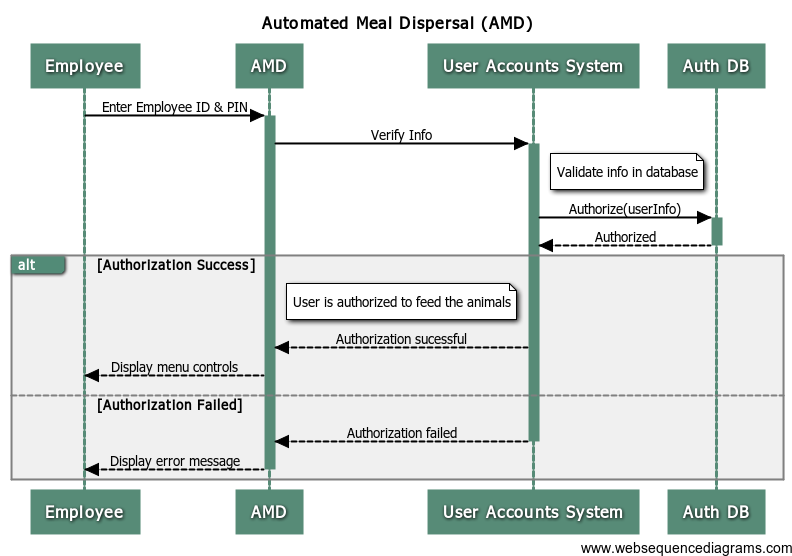 Automated Meal Dispersal (AMD)
Employee
AMD
User Accounts System
Auth DB
Enter Employee ID & PIN
Verify Info
Validate info in database
Authorize(userInfo)
Authorized
alt
[Authorization Success]
User is authorized to feed the animals
Authorization sucessful
Display menu controls
[Authorization Failed]
Authorization failed
Display error message
Employee
AMD
User Accounts System
Auth DB
www.websequencediagrams.com